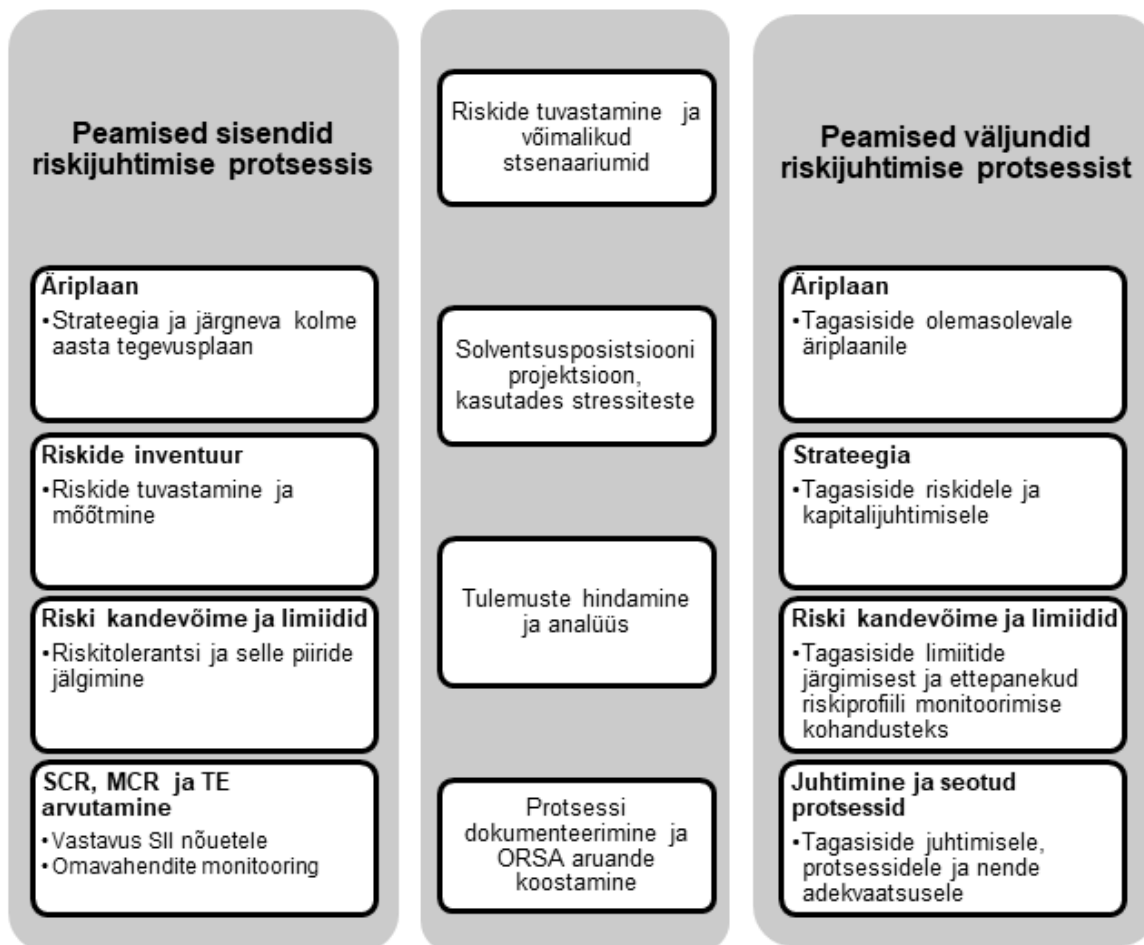 Peamised sisendid
riskijuhtimise protsessis
Äriplaan
•Strateegia ja järgneva kolme
aasta tegevusplaan
Riskide inventuur
•Riskide tuvastamine ja
mõõtmine
Riski kandevõime ja limiidid
•Riskitolerantsi ja selle piiride
jälgimine
SCR, MCR ja TE
arvutamine
•Vastavus SII nõuetele
•Omavahendite monitooring
Riskide tuvastamine ja
võimalikud
stsenaariumid
Solventsusposistsiooni
projektsioon,
kasutades stressiteste
Tulemuste hindamine
ja analüüs
Protsessi
dokumenteerimine ja
ORSA aruande
koostamine
Peamised väljundid
riskijuhtimise protsessist
Äriplaan
•Tagasiside olemasolevale
äriplaanile
Strateegia
•Tagasiside riskidele ja
kapitalijuhtimisele
Riski kandevõime ja limiidid
•Tagasiside limiitide
järgimisest ja ettepanekud
riskiprofiili monitoorimise
kohandusteks
Juhtimine ja seotud
protsessid
•Tagasiside juhtimisele,
protsessidele ja nende
adekvaatsusele